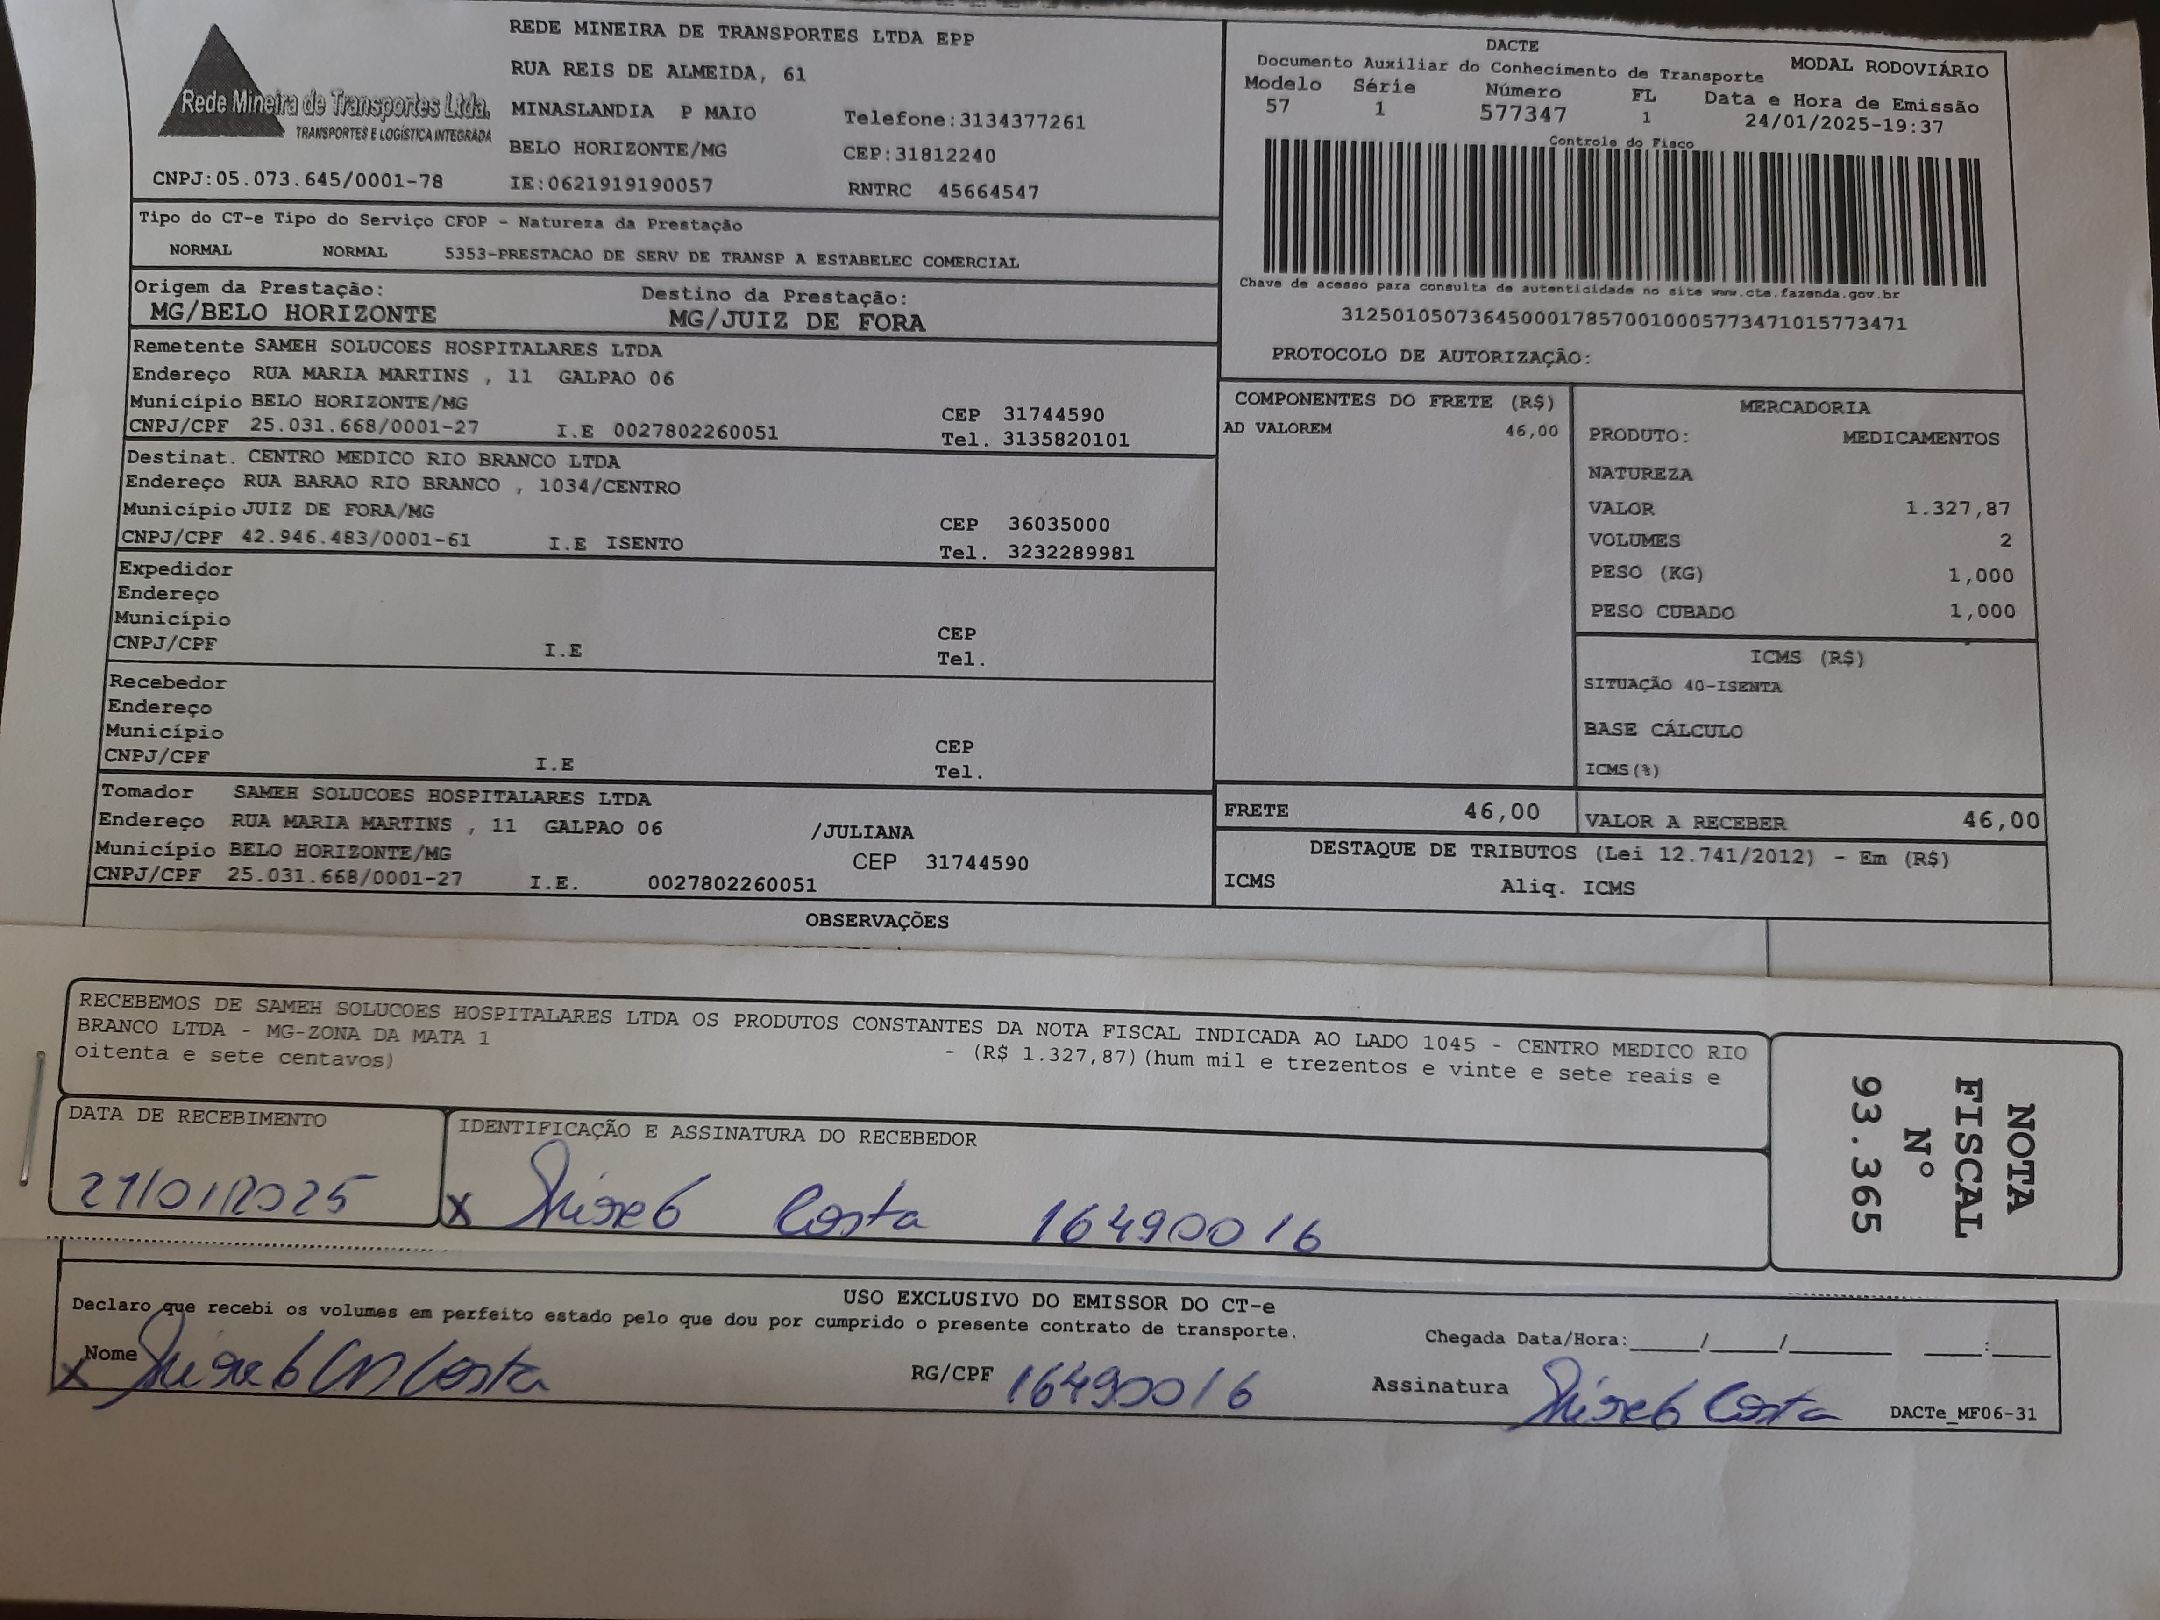 Rede Mineira de Transportes Ltda.
TRANSPORTES E LOGÍSTICA INTEGRADA
CNPJ:05.073.645/0001-78
REDE MINEIRA DE TRANSPORTES LTDA EPP
RUA REIS DE ALMEIDA, 61
MINASLANDIA P MAIO Telefone:3134377261
BELO HORIZONTE/MG CEP:31812240
IE:0621919190057 RNTRC 45664547
DACTE
Documento Auxiliar do Conhecimento de Transporte MODAL RODOVIÁRIO
Modelo Série Número FL Data e Hora de Emissão
57 1 577347 1 24/01/2025-19:37
Controle do Fisco
Chave de acesso para consulta de autenticidade no site www.cte.fazenda.gov.br
31250105073645000178570010005773471015773471
PROTOCOLO DE AUTORIZAÇÃO:
Tipo do CT-e Tipo do Serviço CFOP - Natureza da Prestação
NORMAL NORMAL 5353-PRESTACAO DE SERV DE TRANSP A ESTABELEC COMERCIAL
Origem da Prestação: Destino da Prestação:
MG/BELO HORIZONTE MG/JUIZ DE FORA
Remetente SAMEH SOLUCOES HOSPITALARES LTDA
Endereço RUA MARIA MARTINS , 11 GALPAO 06
Município BELO HORIZONTE/MG CEP 31744590
CNPJ/CPF 25.031.668/0001-27 I.E 0027802260051 Tel. 3135820101
Destinat. CENTRO MEDICO RIO BRANCO LTDA
Endereço RUA BARAO RIO BRANCO , 1034/CENTRO
Município JUIZ DE FORA/MG CEP 36035000
CNPJ/CPF 42.946.483/0001-61 I.E ISENTO Tel. 3232289981
Expedidor
Endereço
Município CEP
CNPJ/CPF I.E Tel.
Recebedor
Endereço
Município CEP
CNPJ/CPF I.E Tel.
Tomador SAMEH SOLUCOES HOSPITALARES LTDA
Endereço RUA MARIA MARTINS , 11 GALPAO 06 /JULIANA
Município BELO HORIZONTE/MG CEP 31744590
CNPJ/CPF 25.031.668/0001-27 I.E. 0027802260051
COMPONENTES DO FRETE (R$)
AD VALOREM 46,00
MERCADORIA
PRODUTO: MEDICAMENTOS
NATUREZA
VALOR 1.327,87
VOLUMES 2
PESO (KG) 1,000
PESO CUBADO 1,000
ICMS (R$)
SITUAÇÃO 40-ISENTA
BASE CÁLCULO
ICMS(%)
FRETE 46,00 VALOR A RECEBER 46,00
DESTAQUE DE TRIBUTOS (Lei 12.741/2012) - Em (R$)
ICMS Aliq. ICMS
OBSERVAÇÕES
RECEBEMOS DE SAMEH SOLUCOES HOSPITALARES LTDA OS PRODUTOS CONSTANTES DA NOTA FISCAL INDICADA AO LADO 1045 - CENTRO MEDICO RIO
BRANCO LTDA - MG-ZONA DA MATA 1 - (R$ 1.327,87) (hum mil e trezentos e vinte e sete reais e
oitenta e sete centavos)
DATA DE RECEBIMENTO
27/01/2025
IDENTIFICAÇÃO E ASSINATURA DO RECEBEDOR
x Costa 16490016
NOTA
FISCAL
Nº
93.365
USO EXCLUSIVO DO EMISSOR DO CT-e
Declaro que recebi os volumes em perfeito estado pelo que dou por cumprido o presente contrato de transporte.
Chegada Data/Hora:_____/_____/________ ____:_____
x Nome Costa RG/CPF 16490016 Assinatura Costa
DACTe_MF06-31